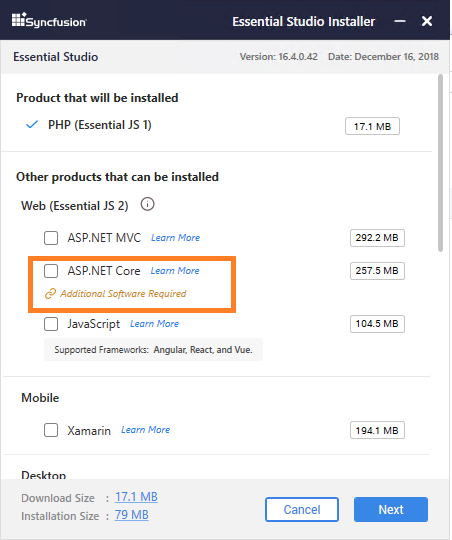 Syncfusion Essential Studio Installer
Essential Studio Version: 16.4.0.42 Date: December 16, 2018
Product that will be installed
PHP (Essential JS 1) 17.1 MB
Other products that can be installed
Web (Essential JS 2)
ASP.NET MVC Learn More 292.2 MB
ASP.NET Core Learn More 257.5 MB
Additional Software Required
JavaScript Learn More 104.5 MB
Supported Frameworks: Angular, React, and Vue.
Mobile
Xamarin Learn More 194.1 MB
Desktop
Download Size : 17.1 MB
Installation Size : 79 MB
Cancel Next